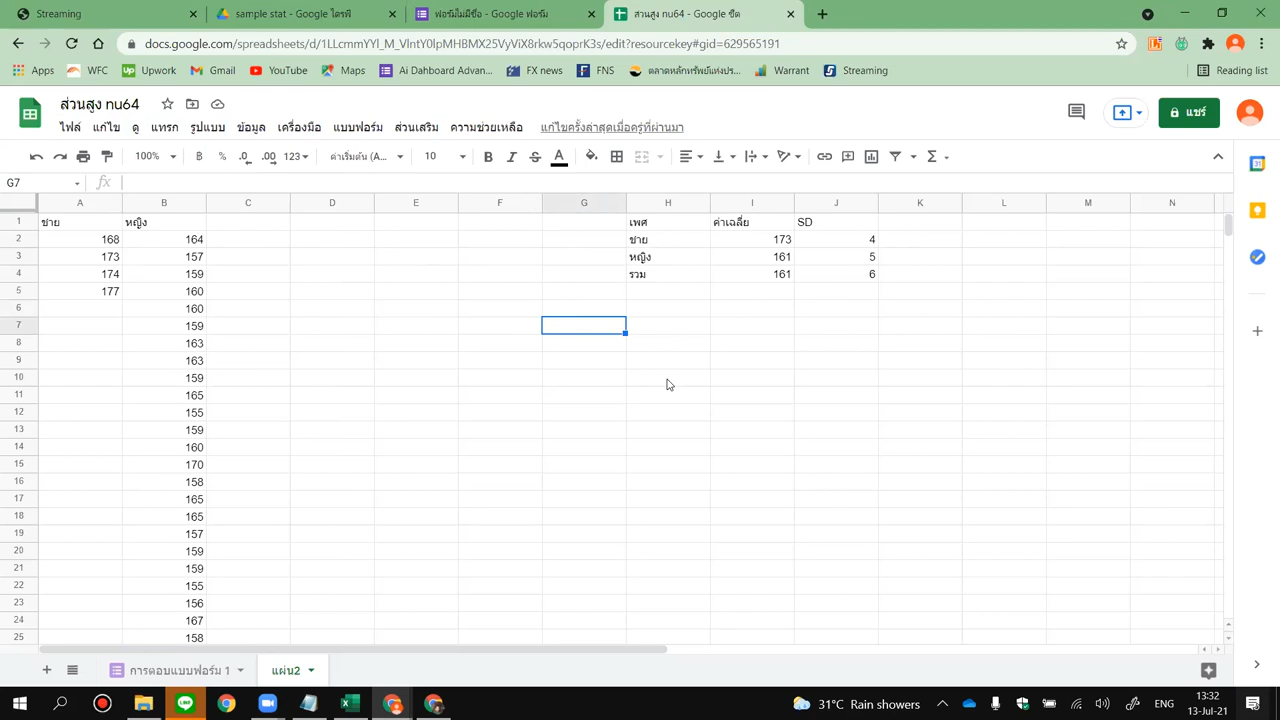 Streaming
sample stat - Google ไดรฟ์
ฟอร์มไม่มีชื่อ - Google ฟอร์ม
ส่วนสูง nu64 - Google ชีต
docs.google.com/spreadsheets/d/1LLcmmYYl_M_VlntY0lpMHBMX25VyViX8rkw5qoprK3s/edit?resourcekey#gid=629565191
Apps
WFC
Upwork
Gmail
YouTube
Maps
Ai Dahboard Advan...
FX news
FNS
ตลาดหลักทรัพย์แห่งปร...
Warrant
Streaming
Reading list
ส่วนสูง nu64
ไฟล์ แก้ไข ดู แทรก รูปแบบ ข้อมูล เครื่องมือ แบบฟอร์ม ส่วนเสริม ความช่วยเหลือ แก้ไขครั้งล่าสุดเมื่อครู่ที่ผ่านมา
แชร์
100% ฿ % .0 .00 123 ค่าเริ่มต้น (A... 10 B I S A Σ
G7 fx
A B C D E F G H I J K L M N
1 ชาย หญิง เพศ ค่าเฉลี่ย SD
2 168 164 ชาย 173 4
3 173 157 หญิง 161 5
4 174 159 รวม 161 6
5 177 160
6 160
7 159
8 163
9 163
10 159
11 165
12 155
13 159
14 160
15 170
16 158
17 165
18 165
19 157
20 159
21 159
22 155
23 156
24 167
25 158
การตอบแบบฟอร์ม 1
แผ่น2
31°C Rain showers
ENG
13:32
13-Jul-21